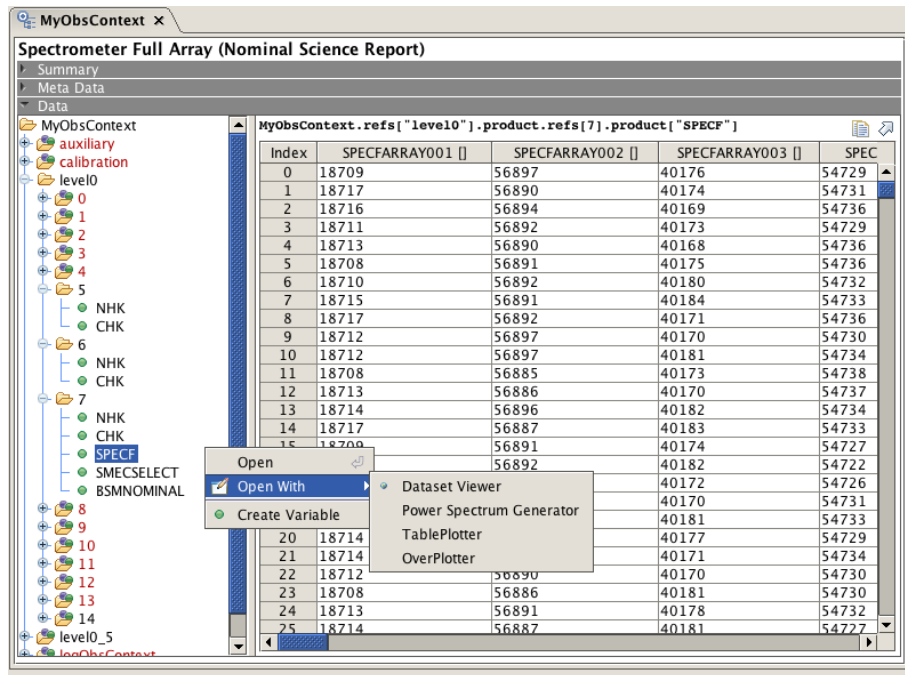 MyObsContext ×
Spectrometer Full Array (Nominal Science Report)
Summary
Meta Data
Data
MyObsContext
auxiliary
calibration
level0
0
1
2
3
4
5
NHK
CHK
6
NHK
CHK
7
NHK
CHK
SPECF
SMECSELECT
BSMNOMINAL
8
9
10
11
12
13
14
level0_5
logObsContext
MyObsContext.refs["level0"].product.refs[7].product["SPECF"]
Index SPECFARRAY001 [] SPECFARRAY002 [] SPECFARRAY003 [] SPEC
0 18709 56897 40176 54729
1 18717 56890 40174 54731
2 18716 56894 40169 54736
3 18711 56892 40173 54729
4 18713 56890 40168 54736
5 18708 56891 40175 54736
6 18710 56892 40180 54732
7 18715 56891 40184 54733
8 18717 56892 40171 54736
9 18712 56897 40170 54730
10 18712 56897 40181 54734
11 18708 56885 40173 54738
12 18713 56886 40170 54737
13 18714 56896 40182 54734
14 18717 56887 40183 54733
15 18709 56891 40174 54727
56892 40182 54722
40172 54726
40170 54731
40181 54733
20 18714 40177 54729
21 18714 40171 54734
22 18712 56890 40170 54730
23 18708 56886 40181 54730
24 18713 56891 40178 54732
25 18714 56887 40181 54727
Open
Open With
Create Variable
Dataset Viewer
Power Spectrum Generator
TablePlotter
OverPlotter